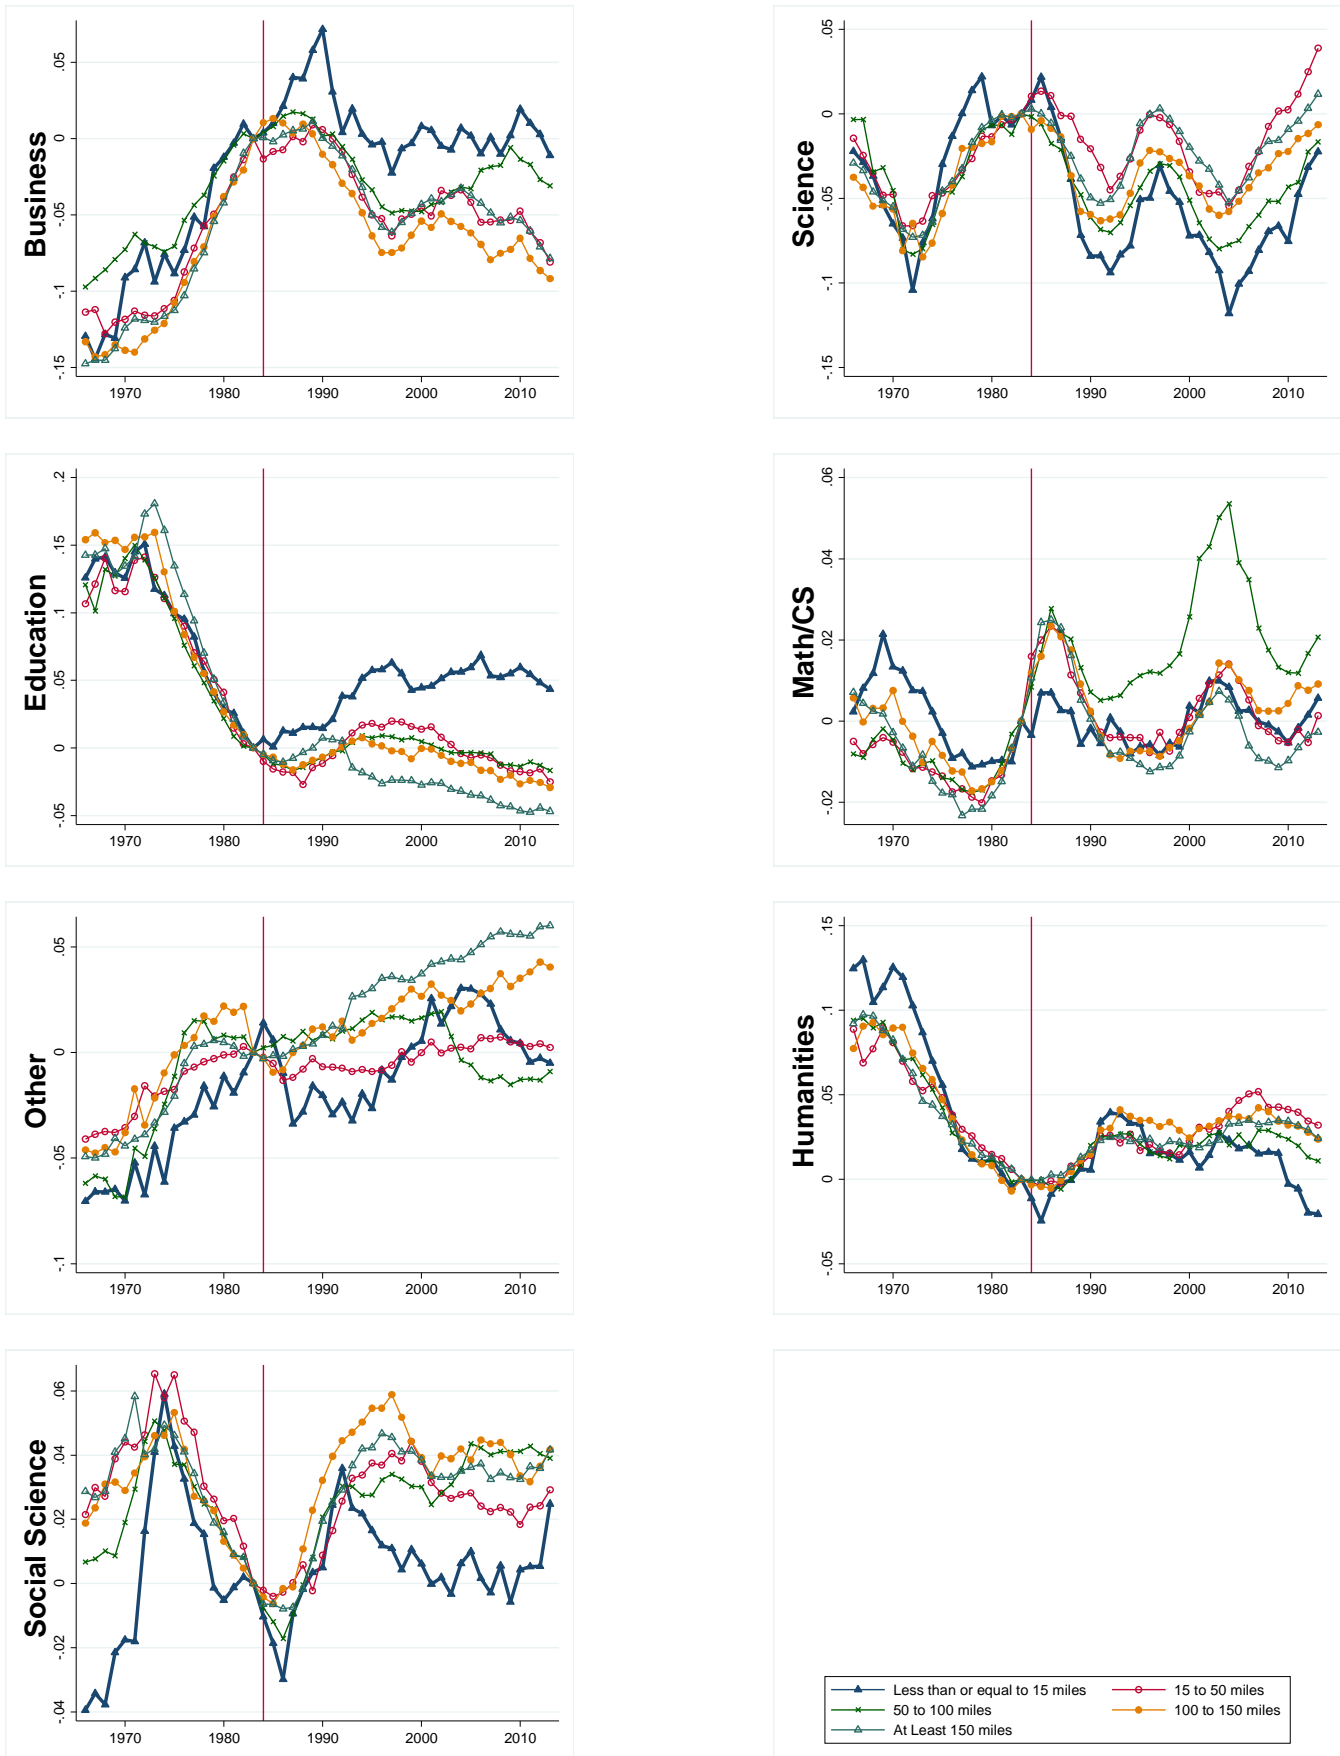 Business
.05
0
-.05
-.1
-.15
1970 1980 1990 2000 2010
Science
.05
0
-.05
-.1
-.15
1970 1980 1990 2000 2010
Education
.2
.15
.1
.05
0
-.05
1970 1980 1990 2000 2010
Math/CS
.06
.04
.02
0
-.02
1970 1980 1990 2000 2010
Other
.05
0
-.05
-.1
1970 1980 1990 2000 2010
Humanities
.15
.1
.05
0
-.05
1970 1980 1990 2000 2010
Social Science
.06
.04
.02
0
-.02
-.04
1970 1980 1990 2000 2010
Less than or equal to 15 miles 15 to 50 miles
50 to 100 miles 100 to 150 miles
At Least 150 miles